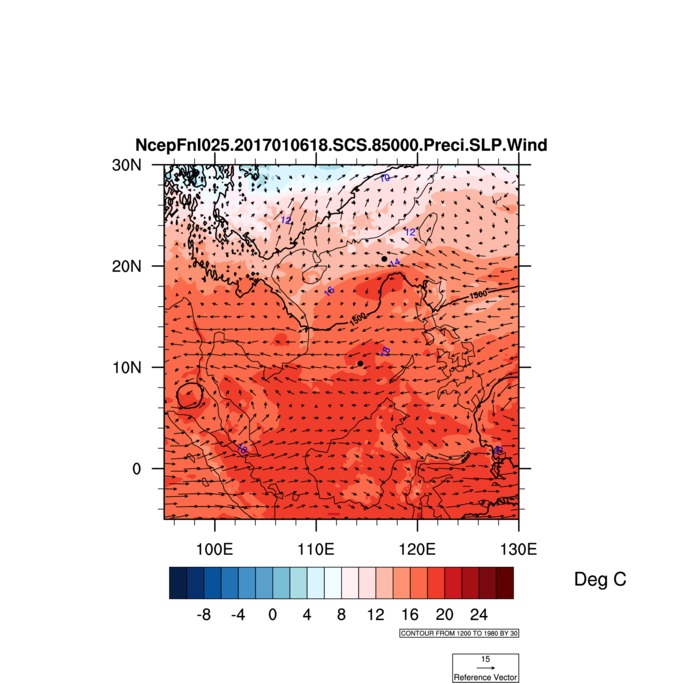 NcepFnl025.2017010618.SCS.85000.Preci.SLP.Wind
30N
20N
10N
0
100E
110E
120E
130E
10
12
12
14
16
1500
1500
18
18
-8
-4
0
4
8
12
16
20
24
Deg C
CONTOUR FROM 1200 TO 1980 BY 30
15
Reference Vector